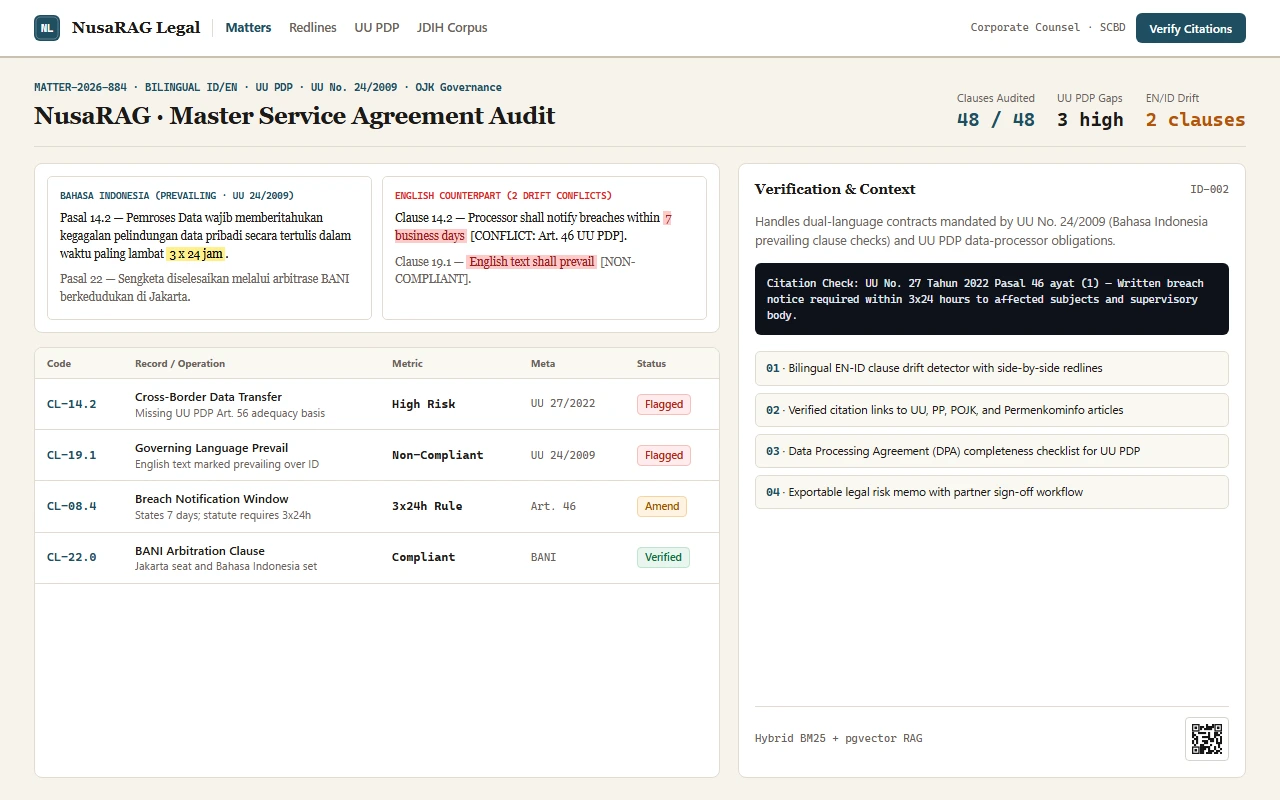 NL NusaRAG Legal Matters Redlines UU PDP JDIH Corpus Corporate Counsel · SCBD Verify Citations
MATTER-2026-884 · BILINGUAL ID/EN · UU PDP · UU No. 24/2009 · OJK Governance
NusaRAG · Master Service Agreement Audit
Clauses Audited
48 / 48
UU PDP Gaps
3 high
EN/ID Drift
2 clauses
BAHASA INDONESIA (PREVAILING · UU 24/2009)
Pasal 14.2 — Pemroses Data wajib memberitahukan
kegagalan pelindungan data pribadi secara tertulis dalam
waktu paling lambat 3 x 24 jam.
Pasal 22 — Sengketa diselesaikan melalui arbitrase BANI
berkedudukan di Jakarta.
ENGLISH COUNTERPART (2 DRIFT CONFLICTS)
Clause 14.2 — Processor shall notify breaches within 7
business days [CONFLICT: Art. 46 UU PDP].
Clause 19.1 — English text shall prevail [NON-
COMPLIANT].
Code Record / Operation Metric Meta Status
CL-14.2 Cross-Border Data Transfer High Risk UU 27/2022 Flagged
Missing UU PDP Art. 56 adequacy basis
CL-19.1 Governing Language Prevail Non-Compliant UU 24/2009 Flagged
English text marked prevailing over ID
CL-08.4 Breach Notification Window 3x24h Rule Art. 46 Amend
States 7 days; statute requires 3x24h
CL-22.0 BANI Arbitration Clause Compliant BANI Verified
Jakarta seat and Bahasa Indonesia set
Verification & Context ID-002
Handles dual-language contracts mandated by UU No. 24/2009 (Bahasa Indonesia
prevailing clause checks) and UU PDP data-processor obligations.
Citation Check: UU No. 27 Tahun 2022 Pasal 46 ayat (1) — Written breach
notice required within 3x24 hours to affected subjects and supervisory
body.
01 · Bilingual EN-ID clause drift detector with side-by-side redlines
02 · Verified citation links to UU, PP, POJK, and Permenkominfo articles
03 · Data Processing Agreement (DPA) completeness checklist for UU PDP
04 · Exportable legal risk memo with partner sign-off workflow
Hybrid BM25 + pgvector RAG